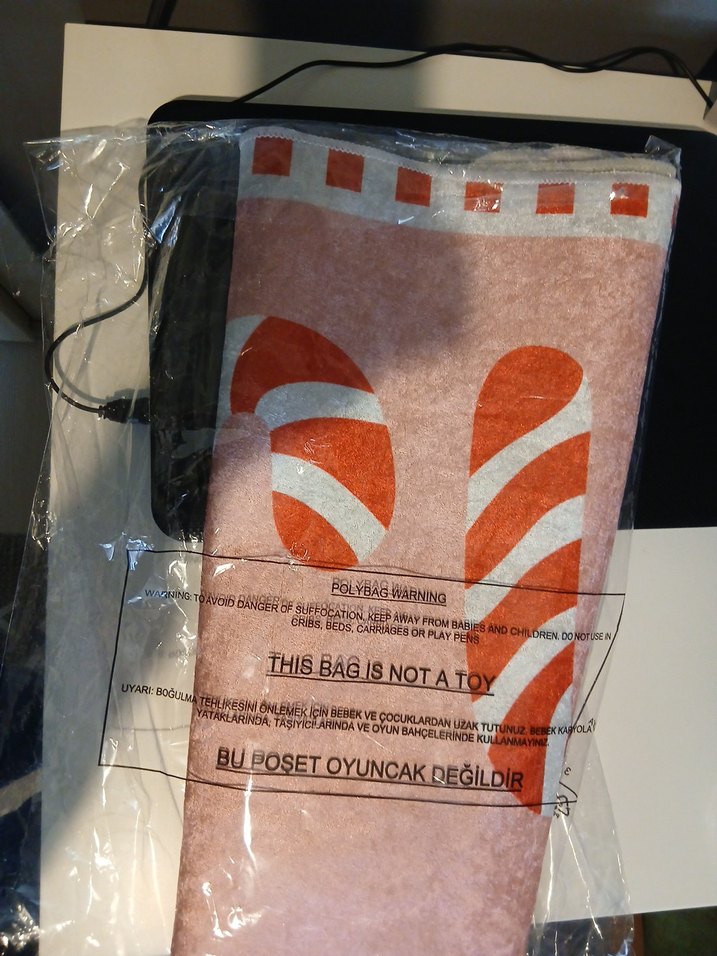 POLYBAG WARNING
WARNING: TO AVOID DANGER OF SUFFOCATION, KEEP AWAY FROM BABIES AND CHILDREN. DO NOT USE IN
CRIBS, BEDS, CARRIAGES OR PLAY PENS
THIS BAG IS NOT A TOY
UYARI: BOĞULMA TEHLIKESİNİ ÖNLEMEK İÇİN BEBEK VE ÇOCUKLARDAN UZAK TUTUNUZ. BEBEK KARYOLA
YATAKLARINDA, TAŞIYICILARINDA VE OYUN BAHÇELERİNDE KULLANMAYINIZ.
BU POŞET OYUNCAK DEĞİLDİR